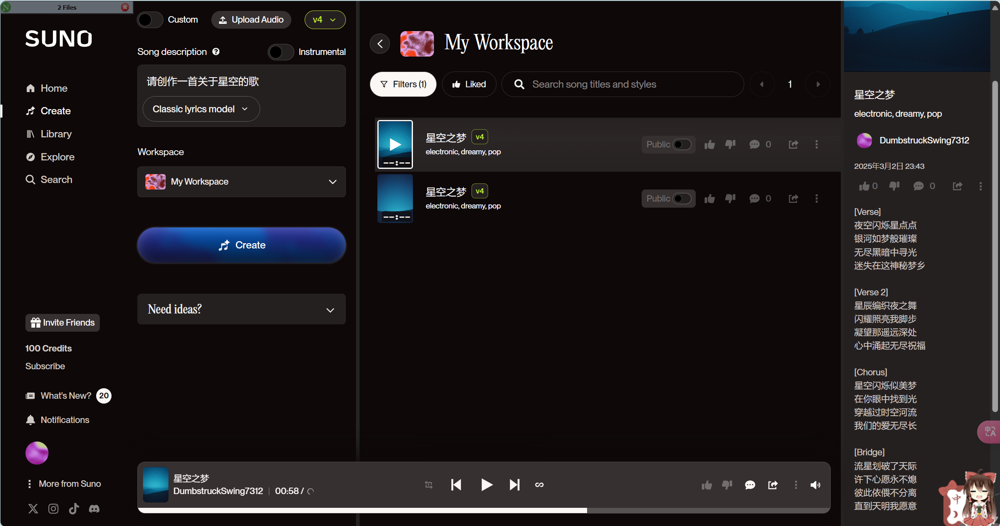 2 Files
SUNO
Home
Create
Library
Explore
Search
Invite Friends
100 Credits
Subscribe
What's New? 20
Notifications
More from Suno
Custom
Upload Audio
v4
Song description
Instrumental
请创作一首关于星空的歌
Classic lyrics model
Workspace
My Workspace
Create
Need ideas?
My Workspace
Filters (1)
Liked
Search song titles and styles
1
星空之梦 v4
electronic, dreamy, pop
--:--
Public
0
星空之梦 v4
electronic, dreamy, pop
--:--
Public
0
星空之梦
electronic, dreamy, pop
DumbstruckSwing7312
2025年3月2日 23:43
0
0
[Verse]
夜空闪烁星点点
银河如梦般璀璨
无尽黑暗中寻光
迷失在这神秘梦乡
[Verse 2]
星辰编织夜之舞
闪耀照亮我脚步
凝望那遥远深处
心中涌起无尽祝福
[Chorus]
星空闪烁似美梦
在你眼中找到光
穿越过时空河流
我们的爱无尽长
[Bridge]
流星划破了天际
许下心愿永不熄
彼此依偎不分离
直到天明我愿意
星空之梦
DumbstruckSwing7312 | 00:58 /
中